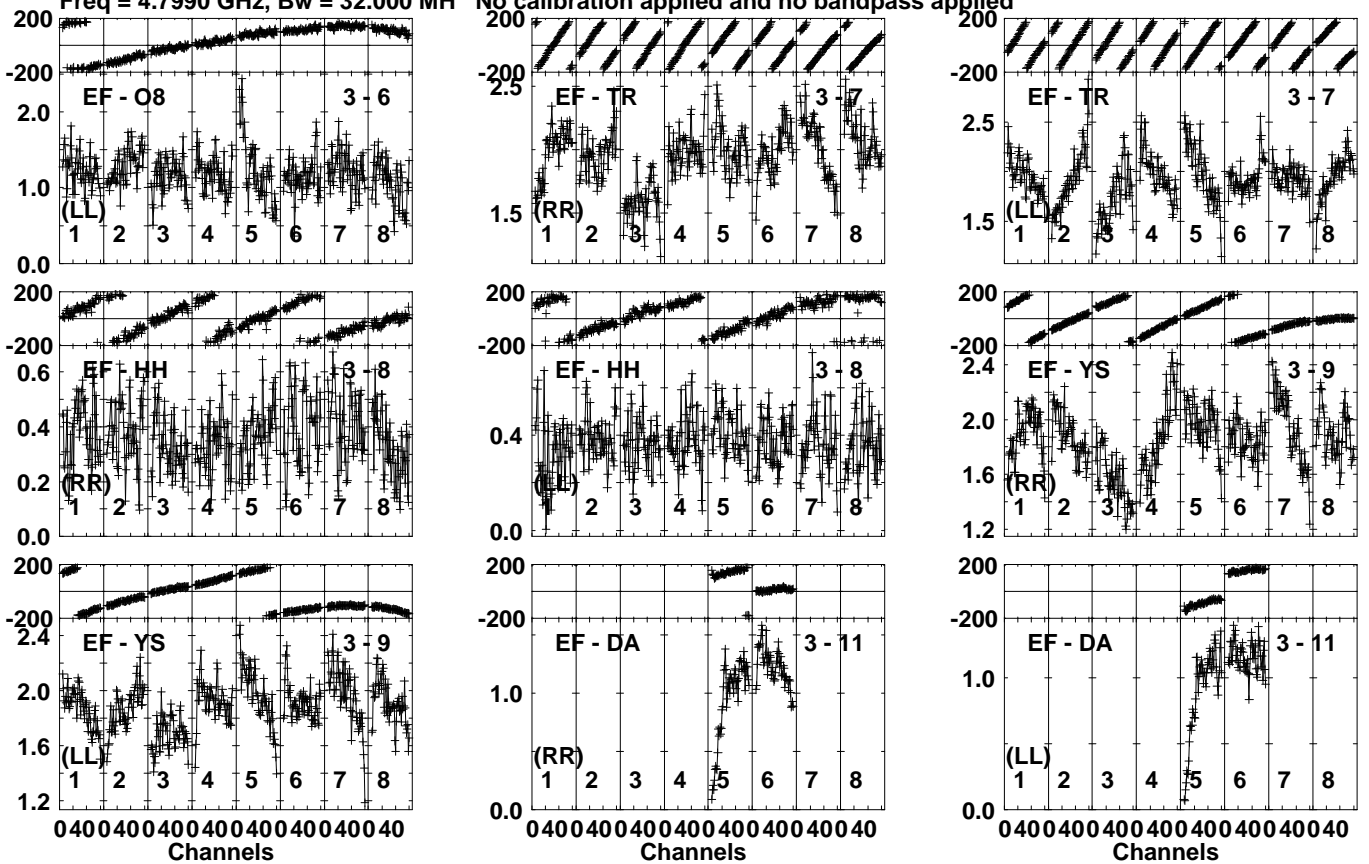 Freq = 4.7990 GHz, Bw = 32.000 MH No calibration applied and no bandpass applied
200
-200
EF - O8 3 - 6
2.0
1.0
0.0
(LL)
1 2 3 4 5 6 7 8
200
-200
EF - TR 3 - 7
2.5
1.5
(RR)
1 2 3 4 5 6 7 8
200
-200
EF - TR 3 - 7
2.5
1.5
(LL)
1 2 3 4 5 6 7 8
200
-200
EF - HH 3 - 8
0.6
0.4
0.2
0.0
(RR)
1 2 3 4 5 6 7 8
200
-200
EF - HH 3 - 8
0.4
0.0
(LL)
1 2 3 4 5 6 7 8
200
-200
EF - YS 3 - 9
2.4
2.0
1.6
1.2
(RR)
1 2 3 4 5 6 7 8
200
-200
EF - YS 3 - 9
2.4
2.0
1.6
1.2
(LL)
1 2 3 4 5 6 7 8
0 40 0 40 0 40 0 40 0 40 0 40 0 40 0 40
Channels
200
-200
EF - DA 3 - 11
1.0
0.0
(RR)
1 2 3 4 5 6 7 8
0 40 0 40 0 40 0 40 0 40 0 40 0 40 0 40
Channels
200
-200
EF - DA 3 - 11
1.0
0.0
(LL)
1 2 3 4 5 6 7 8
0 40 0 40 0 40 0 40 0 40 0 40 0 40 0 40
Channels